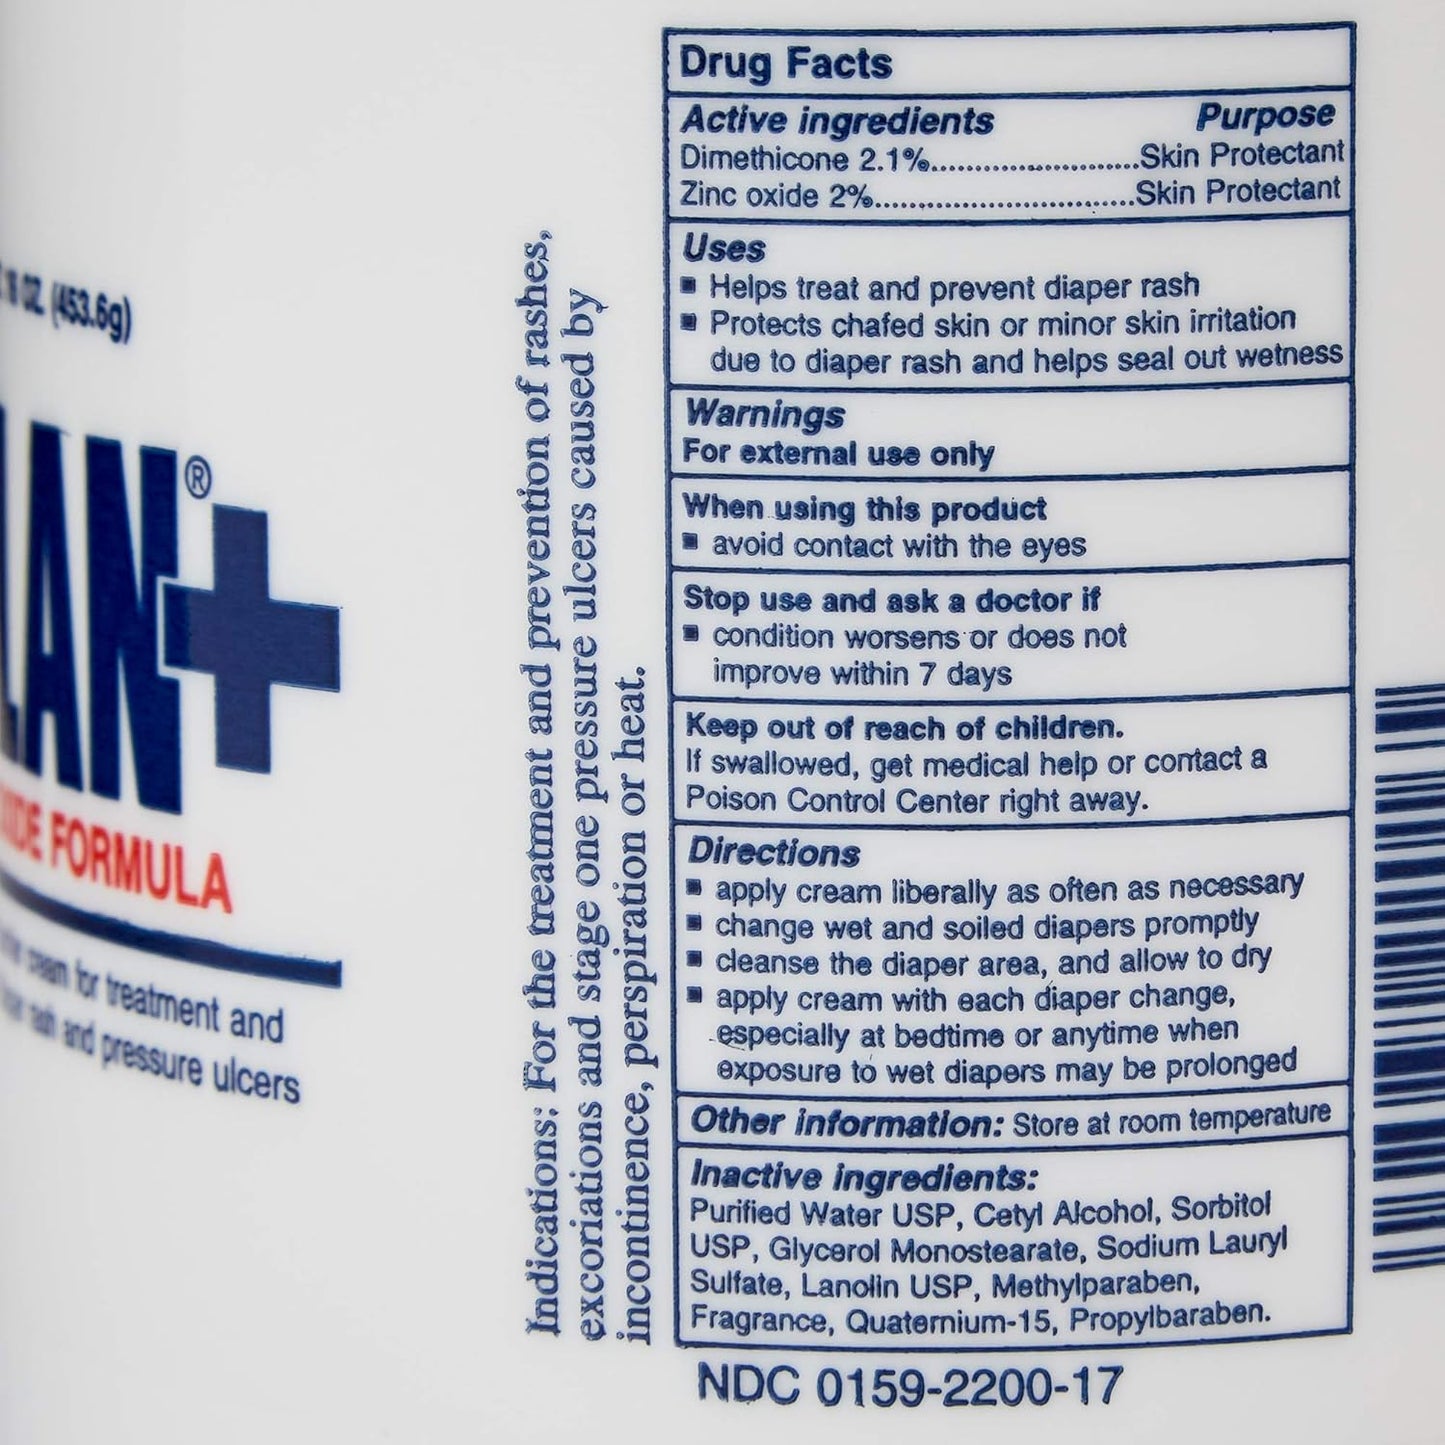 OZ. (453.6g)
LAN®+
IDE FORMULA
cream for treatment and
rash and pressure ulcers
Indications: For the treatment and prevention of rashes,
excoriations and stage one pressure ulcers caused by
incontinence, perspiration or heat.
Drug Facts
Active ingredients Purpose
Dimethicone 2.1%..........................Skin Protectant
Zinc oxide 2%................................Skin Protectant
Uses
▪ Helps treat and prevent diaper rash
▪ Protects chafed skin or minor skin irritation
due to diaper rash and helps seal out wetness
Warnings
For external use only
When using this product
▪ avoid contact with the eyes
Stop use and ask a doctor if
▪ condition worsens or does not
improve within 7 days
Keep out of reach of children.
If swallowed, get medical help or contact a
Poison Control Center right away.
Directions
▪ apply cream liberally as often as necessary
▪ change wet and soiled diapers promptly
▪ cleanse the diaper area, and allow to dry
▪ apply cream with each diaper change,
especially at bedtime or anytime when
exposure to wet diapers may be prolonged
Other information: Store at room temperature
Inactive ingredients:
Purified Water USP, Cetyl Alcohol, Sorbitol
USP, Glycerol Monostearate, Sodium Lauryl
Sulfate, Lanolin USP, Methylparaben,
Fragrance, Quaternium-15, Propylbaraben.
NDC 0159-2200-17